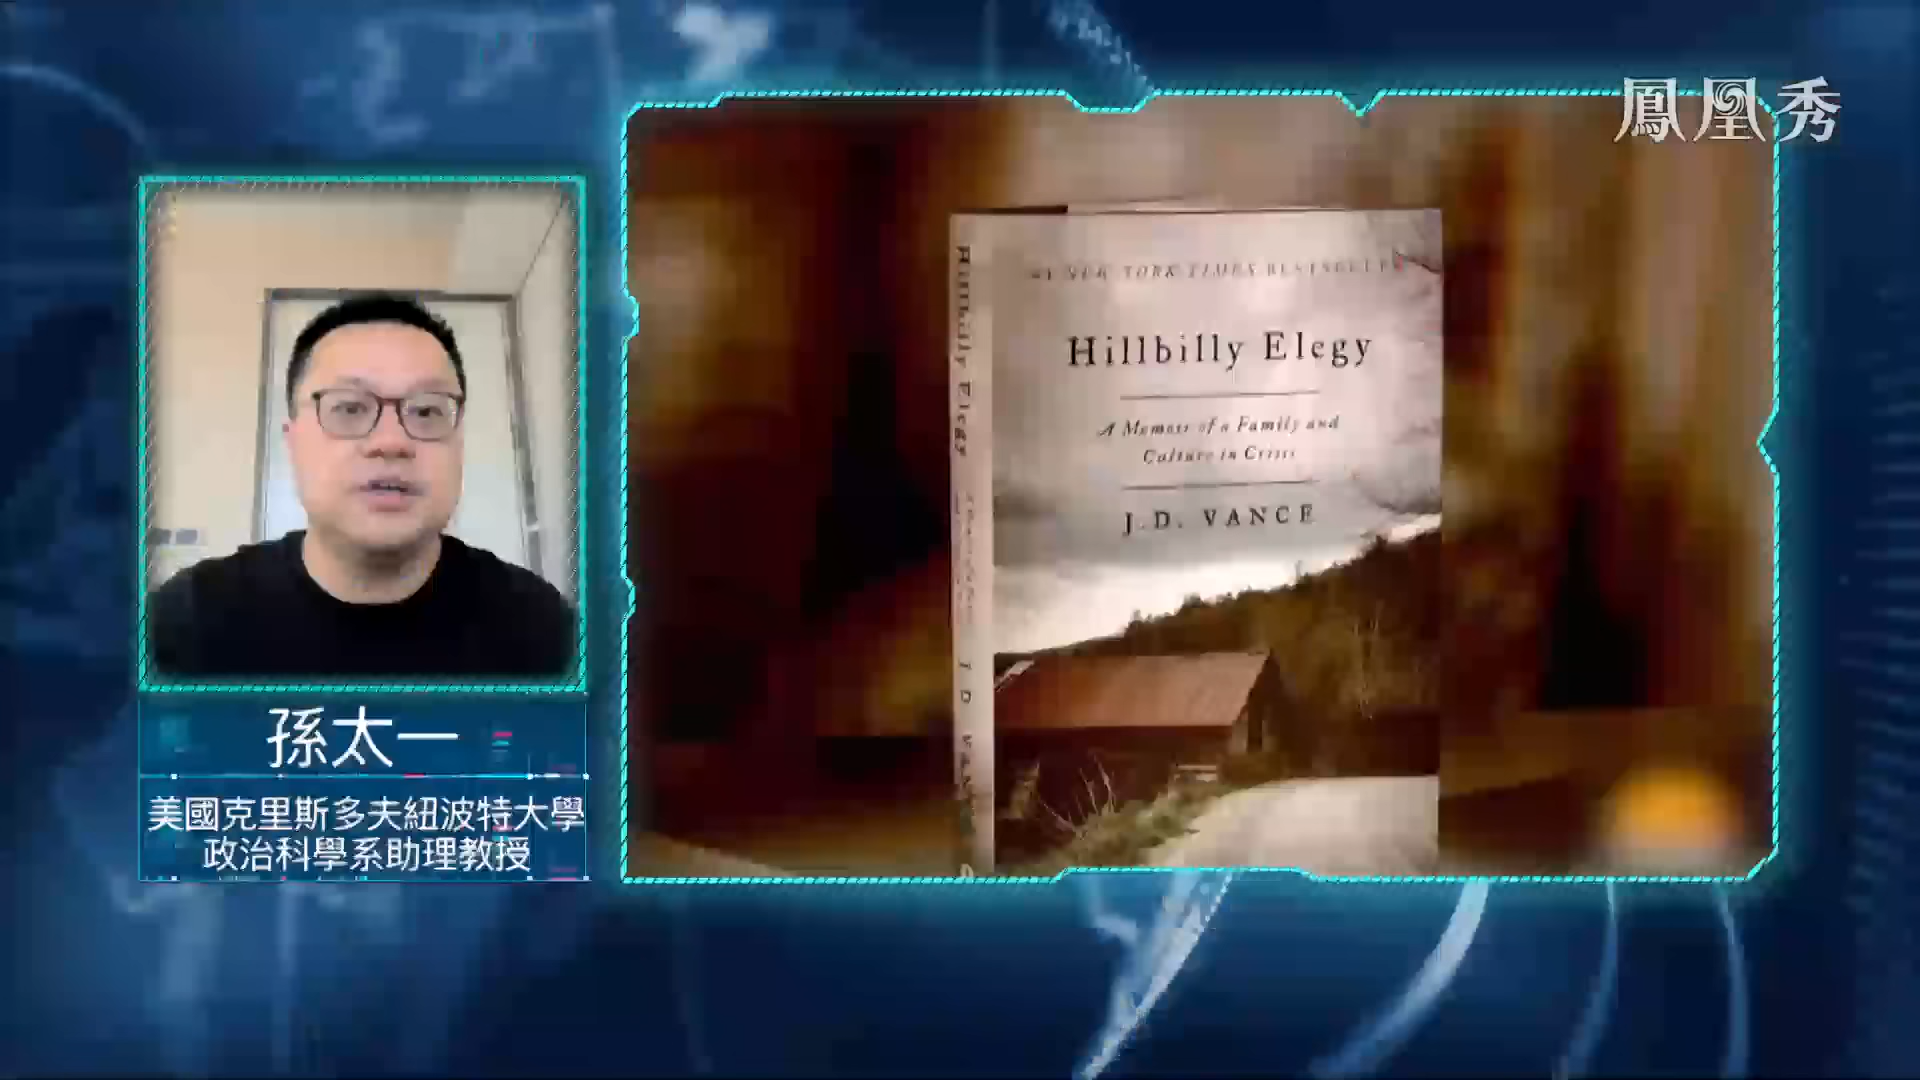 鳳凰秀
孫太一
美國克里斯多夫紐波特大學
政治科學系助理教授
#1 NEW YORK TIMES BESTSELLER
Hillbilly Elegy
A Memoir of a Family and
Culture in Crisis
J.D. VANCE
Hillbilly Elegy
J.D. VANCE